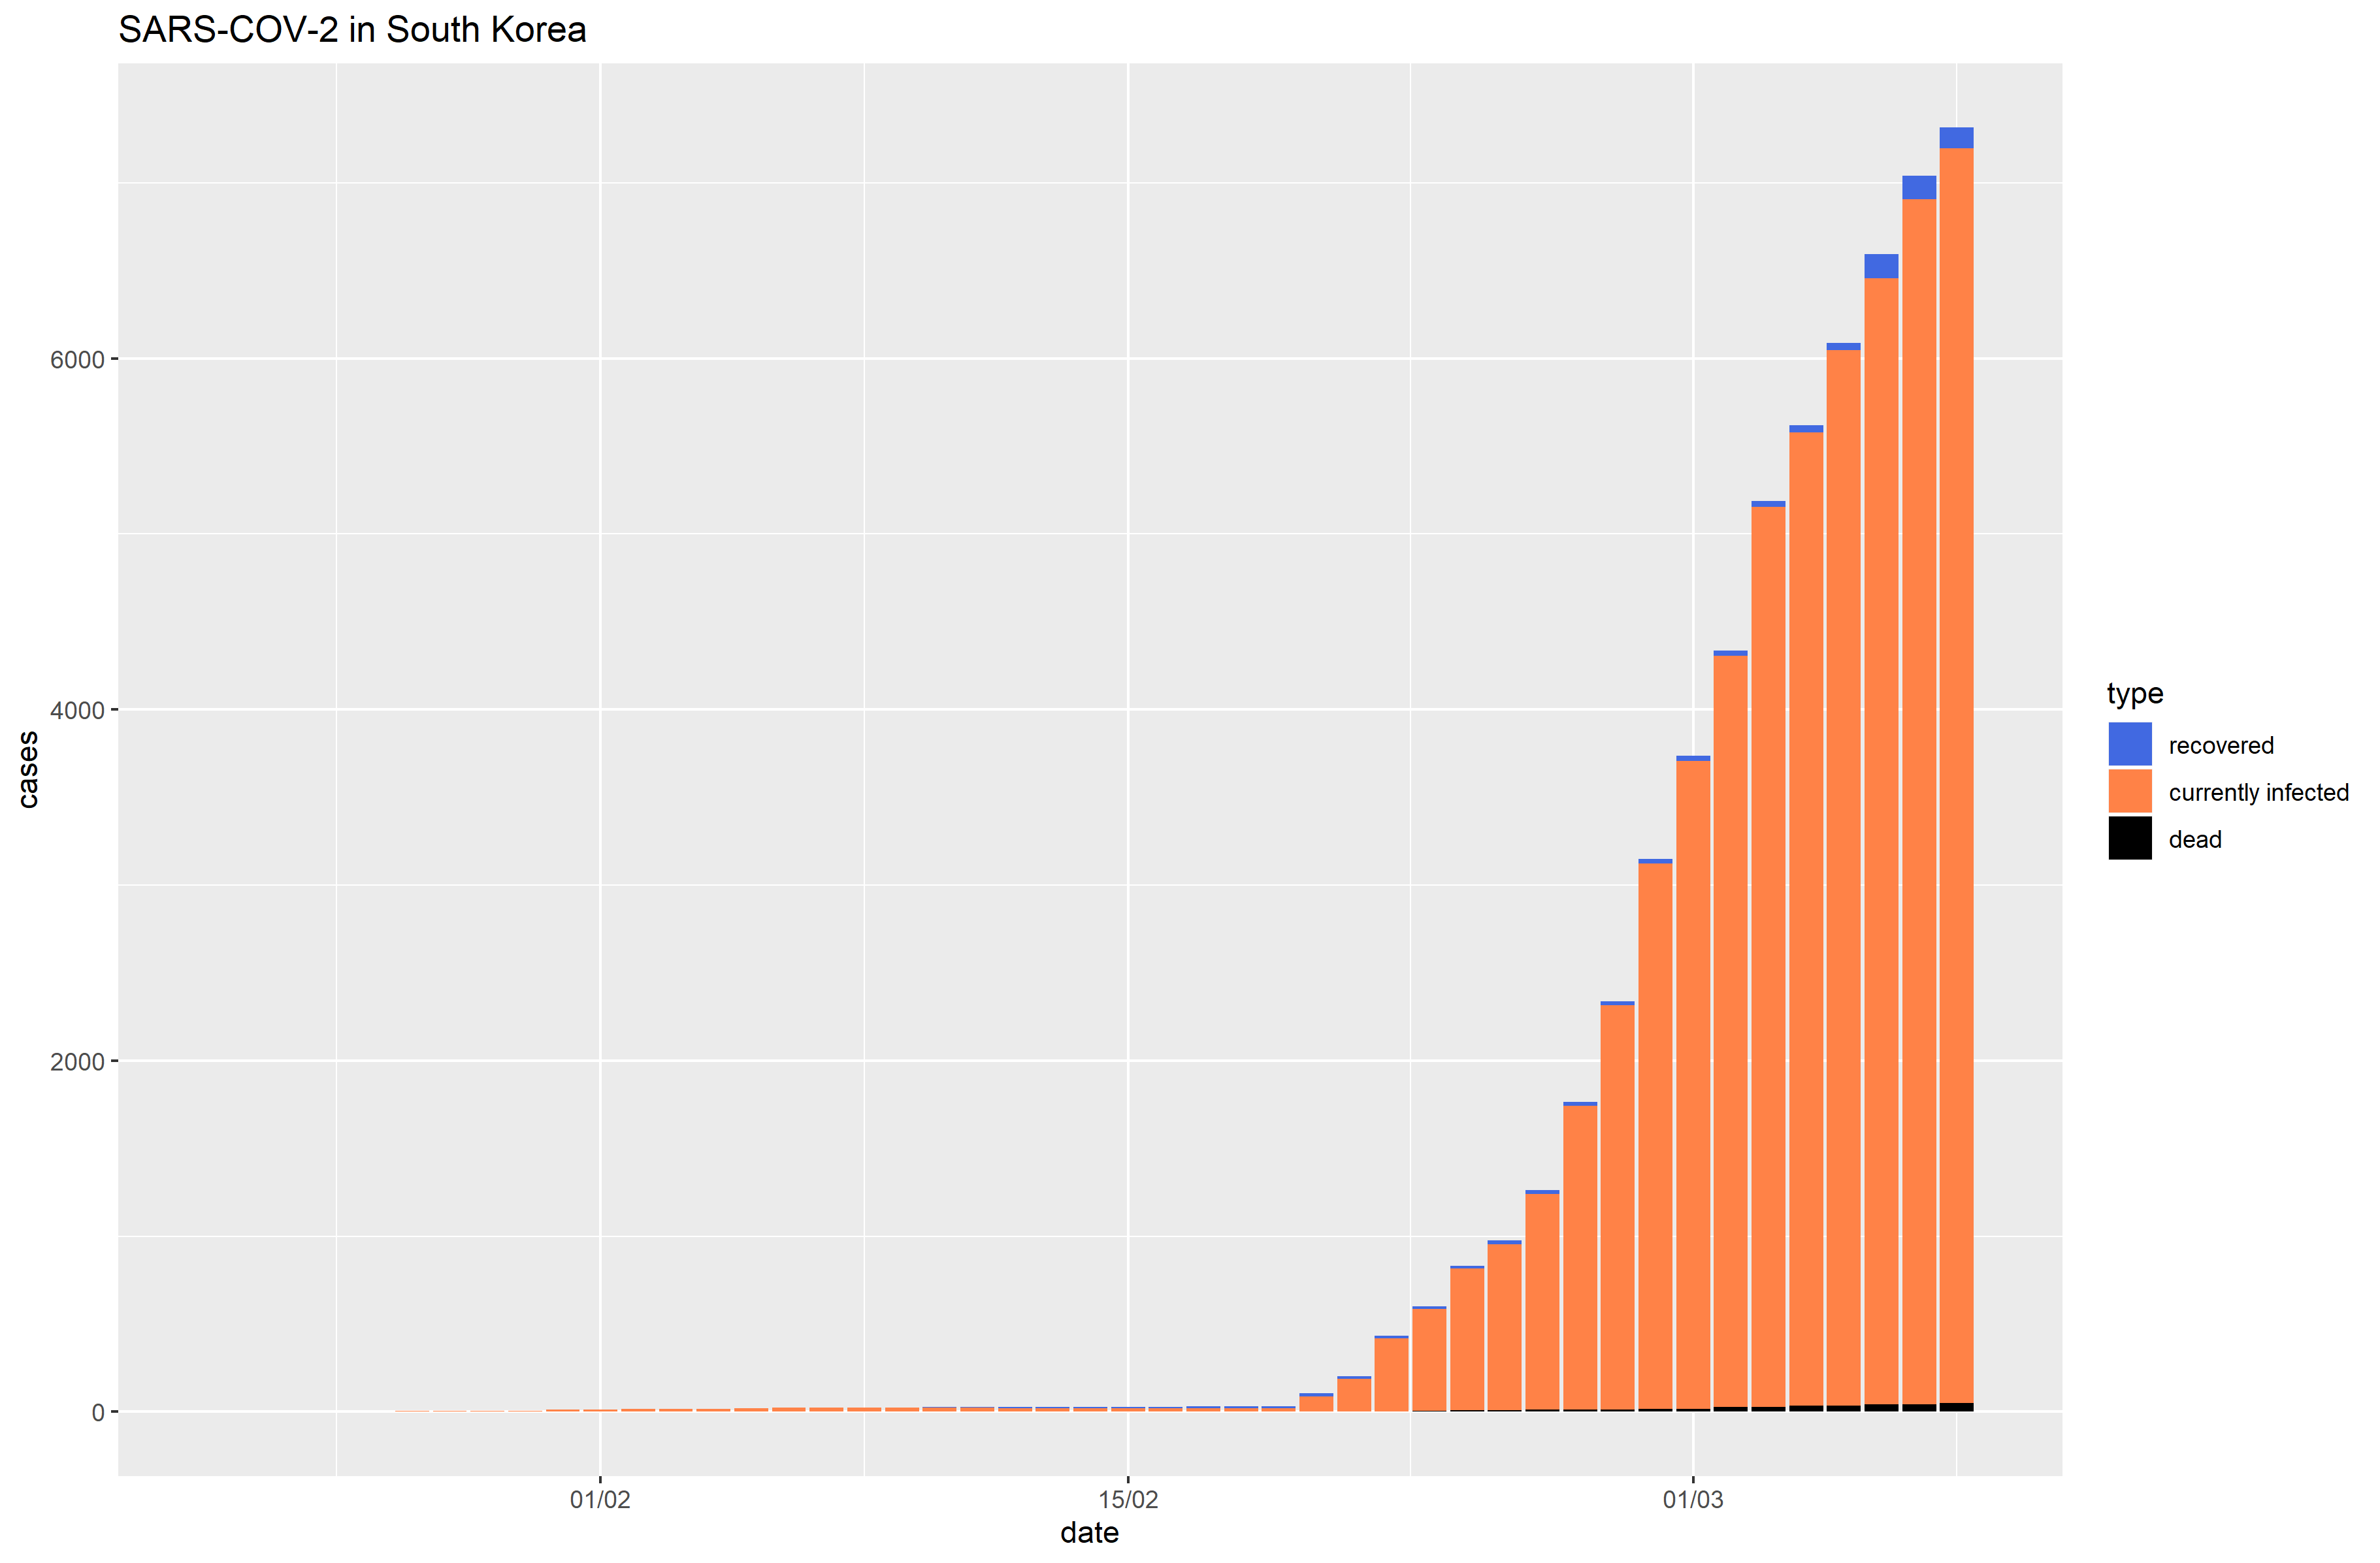 SARS-COV-2 in South Korea
cases
6000
4000
2000
0
01/02
15/02
01/03
date
type
recovered
currently infected
dead